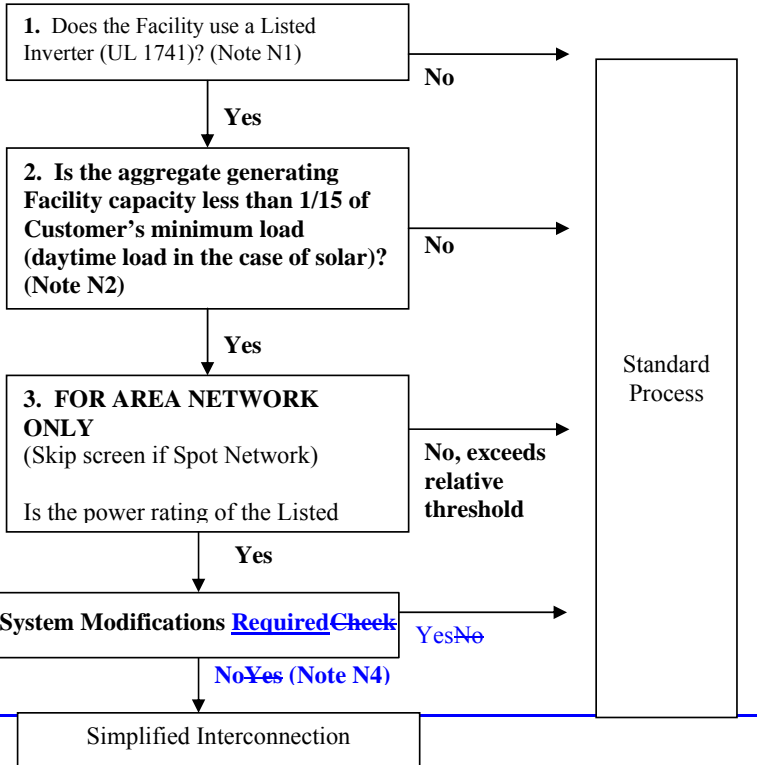 1. Does the Facility use a Listed
Inverter (UL 1741)? (Note N1)
No
Yes
2. Is the aggregate generating
Facility capacity less than 1/15 of
Customer's minimum load
(daytime load in the case of solar)?
(Note N2)
No
Yes
3. FOR AREA NETWORK
ONLY
(Skip screen if Spot Network)
Is the power rating of the Listed
No, exceeds
relative
threshold
Standard
Process
Yes
System Modifications RequiredCheck
YesNo
NoYes (Note N4)
Simplified Interconnection